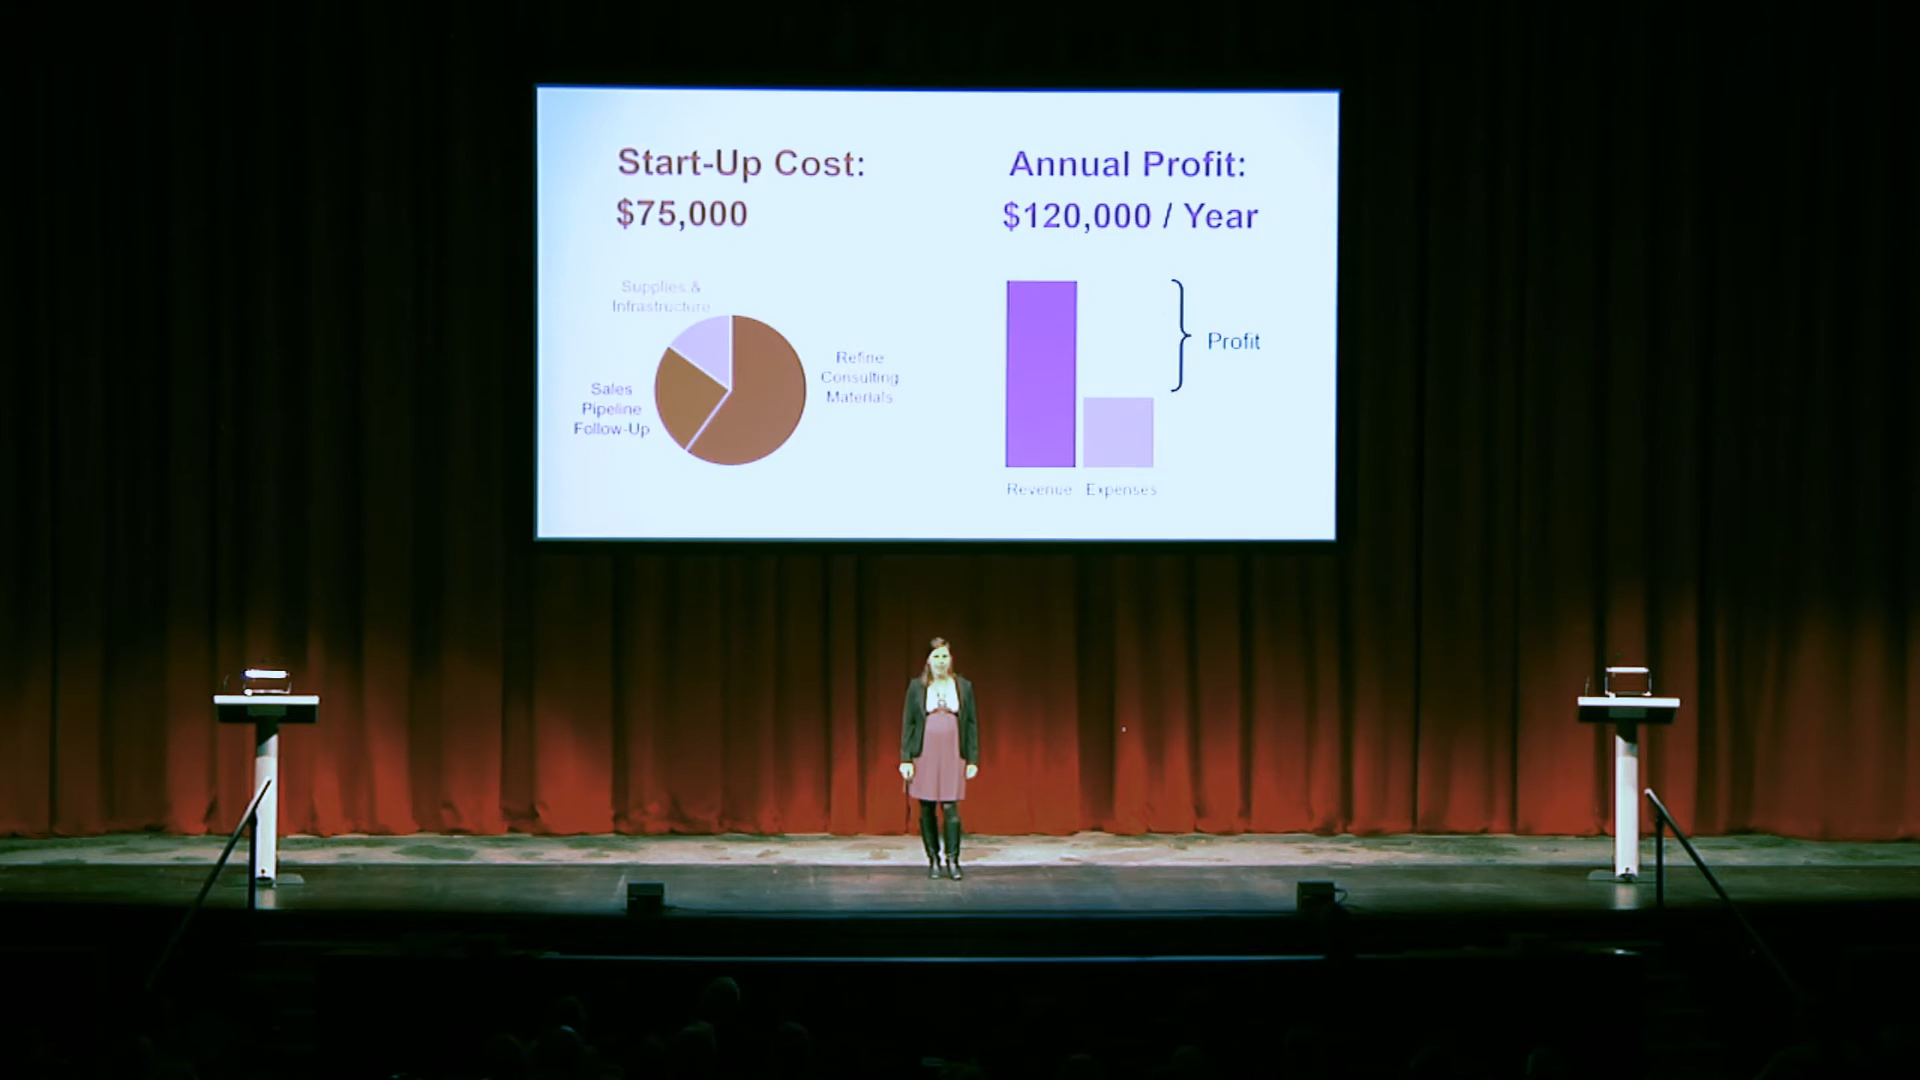 Start-Up Cost:
$75,000
Supplies &
Infrastructure
Sales
Pipeline
Follow-Up
Refine
Consulting
Materials
Annual Profit:
$120,000 / Year
Profit
Revenue
Expenses